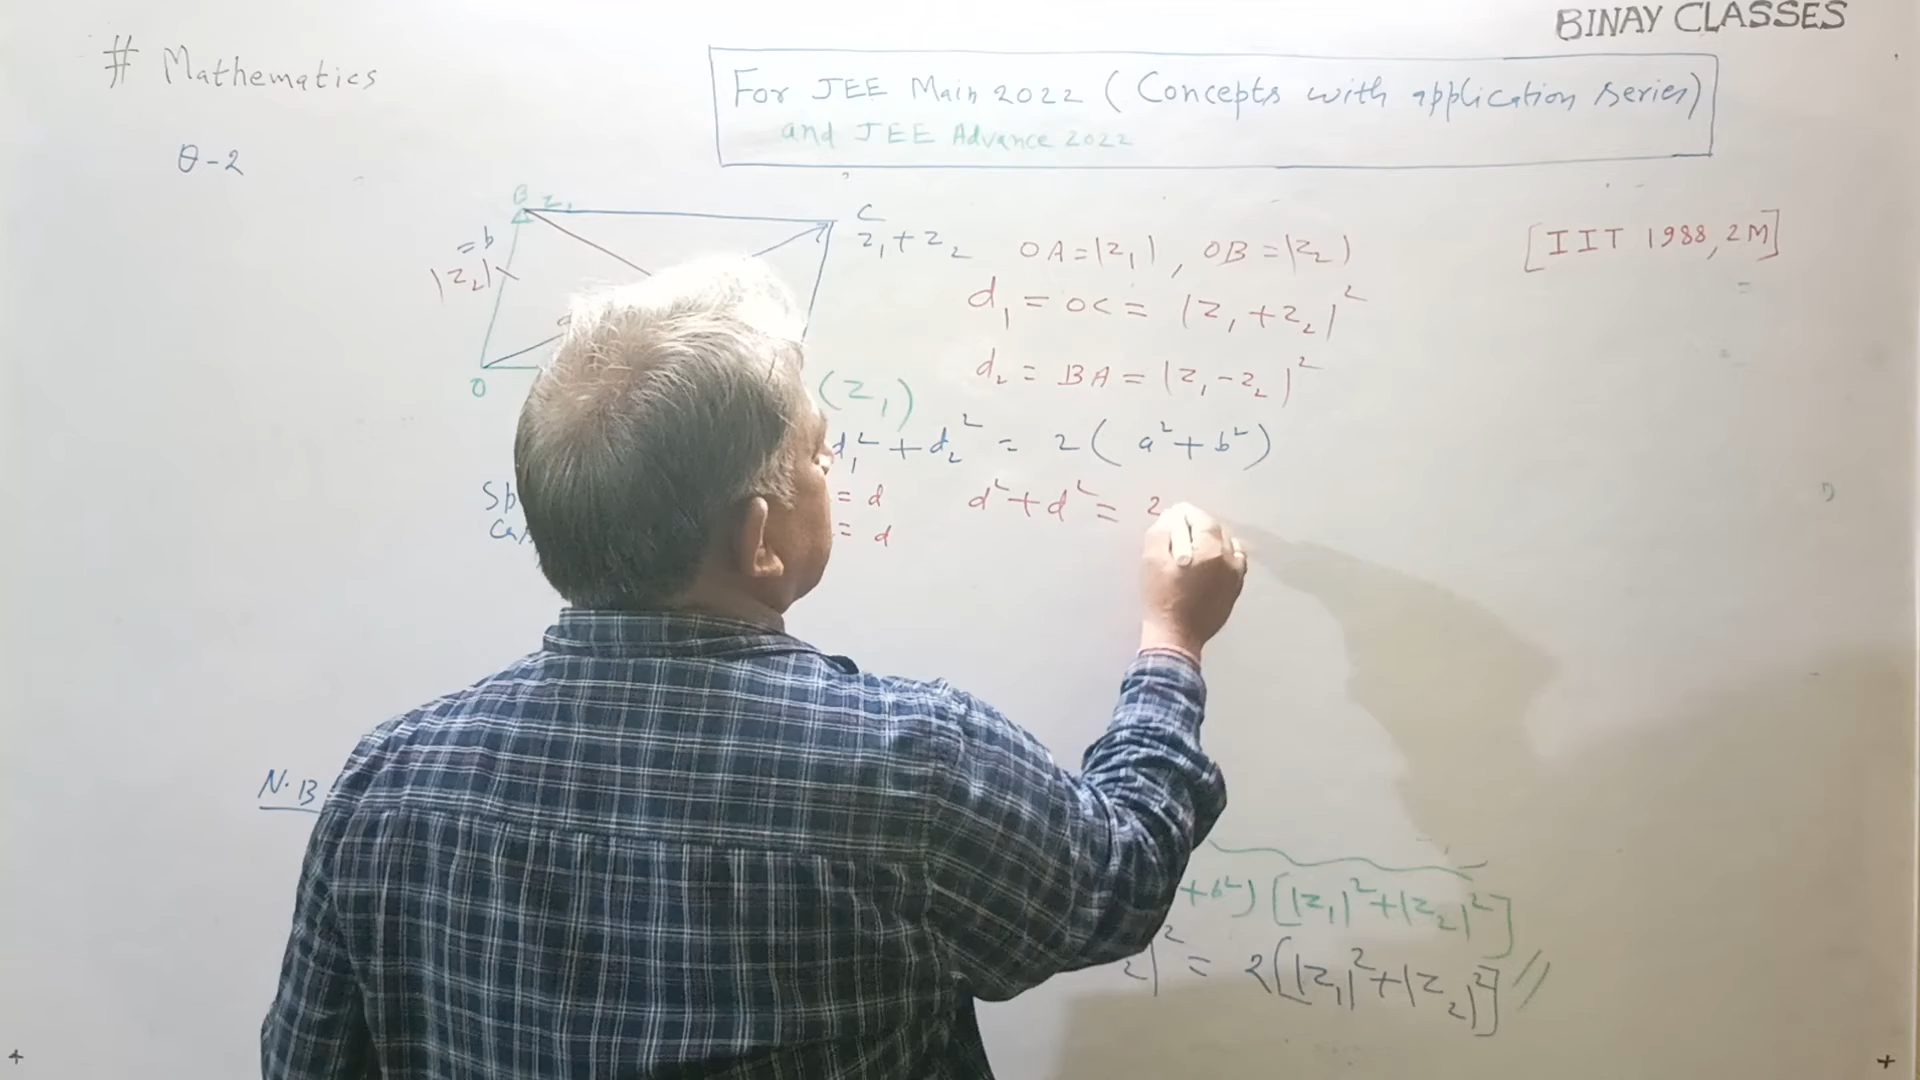 BINAY CLASSES
# Mathematics
For JEE Main 2022 (Concepts with application series)
and JEE Advance 2022
θ-2
B z₁
C
z₁+z₂
=b
|z₂|
O
(z₁)
OA=|z₁|, OB=|z₂|
[IIT 1988, 2M]
d₁ = OC = |z₁+z₂|²
d₂ = BA = |z₁-z₂|²
d₁²+d₂² = 2(a²+b²)
= d
d²+d² = 2
= d
N.B
+b²) [|z₁|²+|z₂|²]
₂|² = 2[|z₁|²+|z₂|²]//